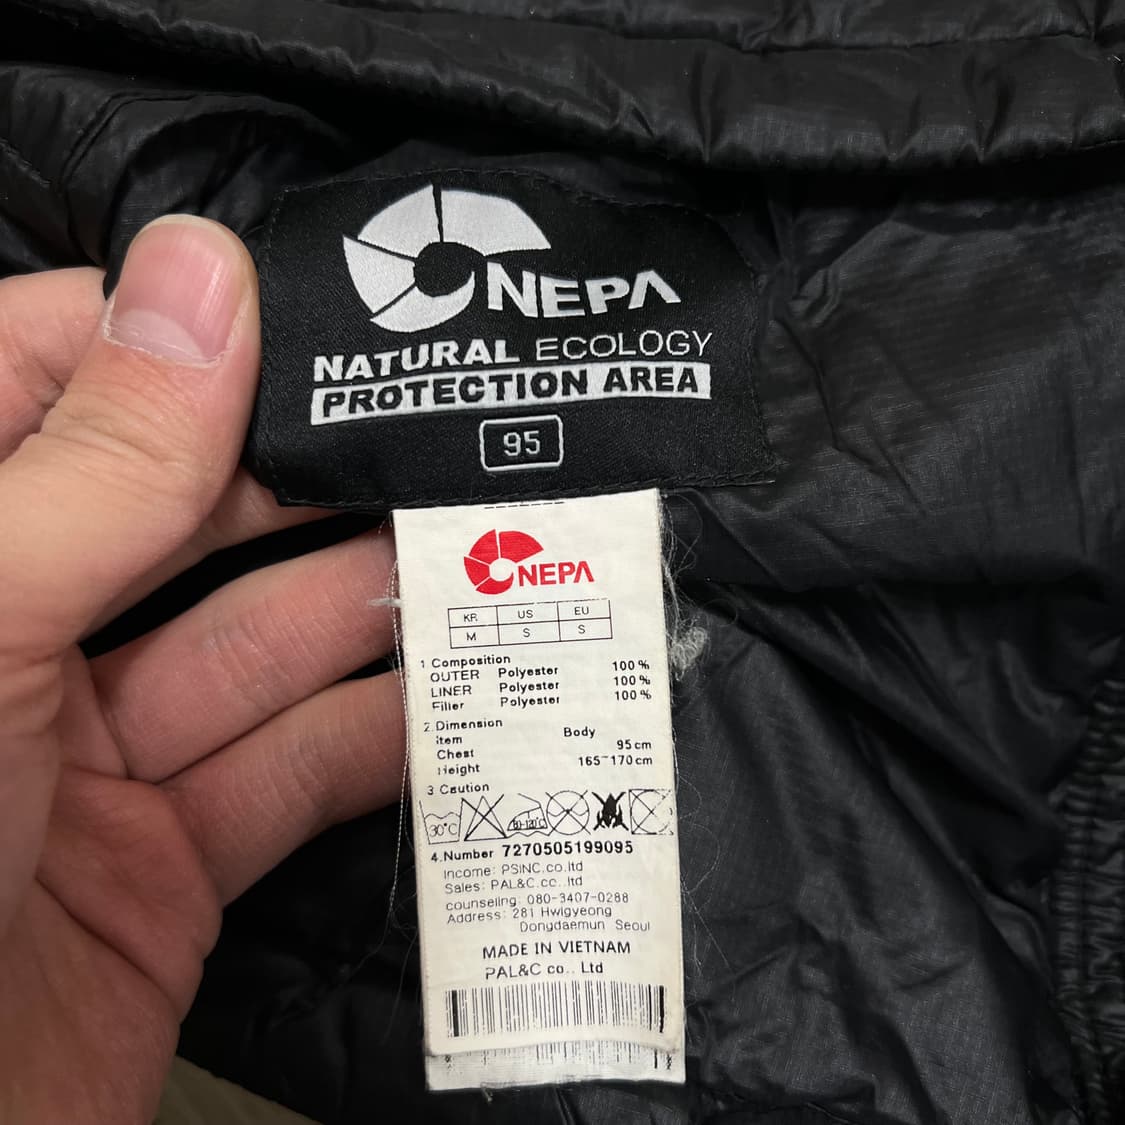 NEPA
NATURAL ECOLOGY
PROTECTION AREA
95
NEPA
KR US EU
M S S
1 Composition
OUTER Polyester 100 %
LINER Polyester 100 %
Filler Polyester 100 %
2.Dimension
item Body
Chest 95 cm
Height 165~170 cm
3 Caution
30°C 80-120°C
4.Number 7270505199095
Income: PSINC.co.ltd
Sales: PAL&C.co..ltd
counseling: 080-3407-0288
Address: 281 Hwigyeong
Dongdaemun Seoul
MADE IN VIETNAM
PAL&C co.. Ltd